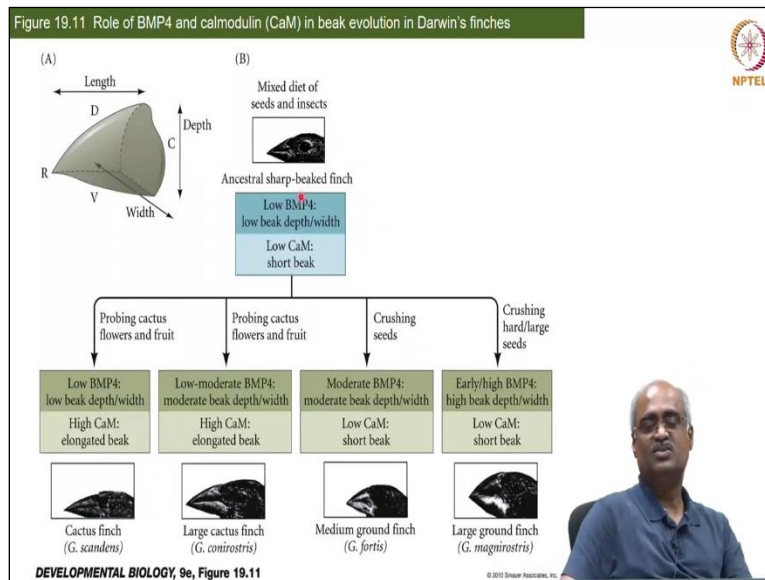 Figure 19.11 Role of BMP4 and calmodulin (CaM) in beak evolution in Darwin's finches
NPTEL
(A)
Length
D
Depth
C
R
V
Width
(B)
Mixed diet of
seeds and insects
Ancestral sharp-beaked finch
Low BMP4:
low beak depth/width
Low CaM:
short beak
Probing cactus
flowers and fruit
Probing cactus
flowers and fruit
Crushing
seeds
Crushing
hard/large
seeds
Low BMP4:
low beak depth/width
High CaM:
elongated beak
Low-moderate BMP4:
moderate beak depth/width
High CaM:
elongated beak
Moderate BMP4:
moderate beak depth/width
Low CaM:
short beak
Early/high BMP4:
high beak depth/width
Low CaM:
short beak
Cactus finch
(G. scandens)
Large cactus finch
(G. conirostris)
Medium ground finch
(G. fortis)
Large ground finch
(G. magnirostris)
DEVELOPMENTAL BIOLOGY, 9e, Figure 19.11
© 2010 Sinauer Associates, Inc.